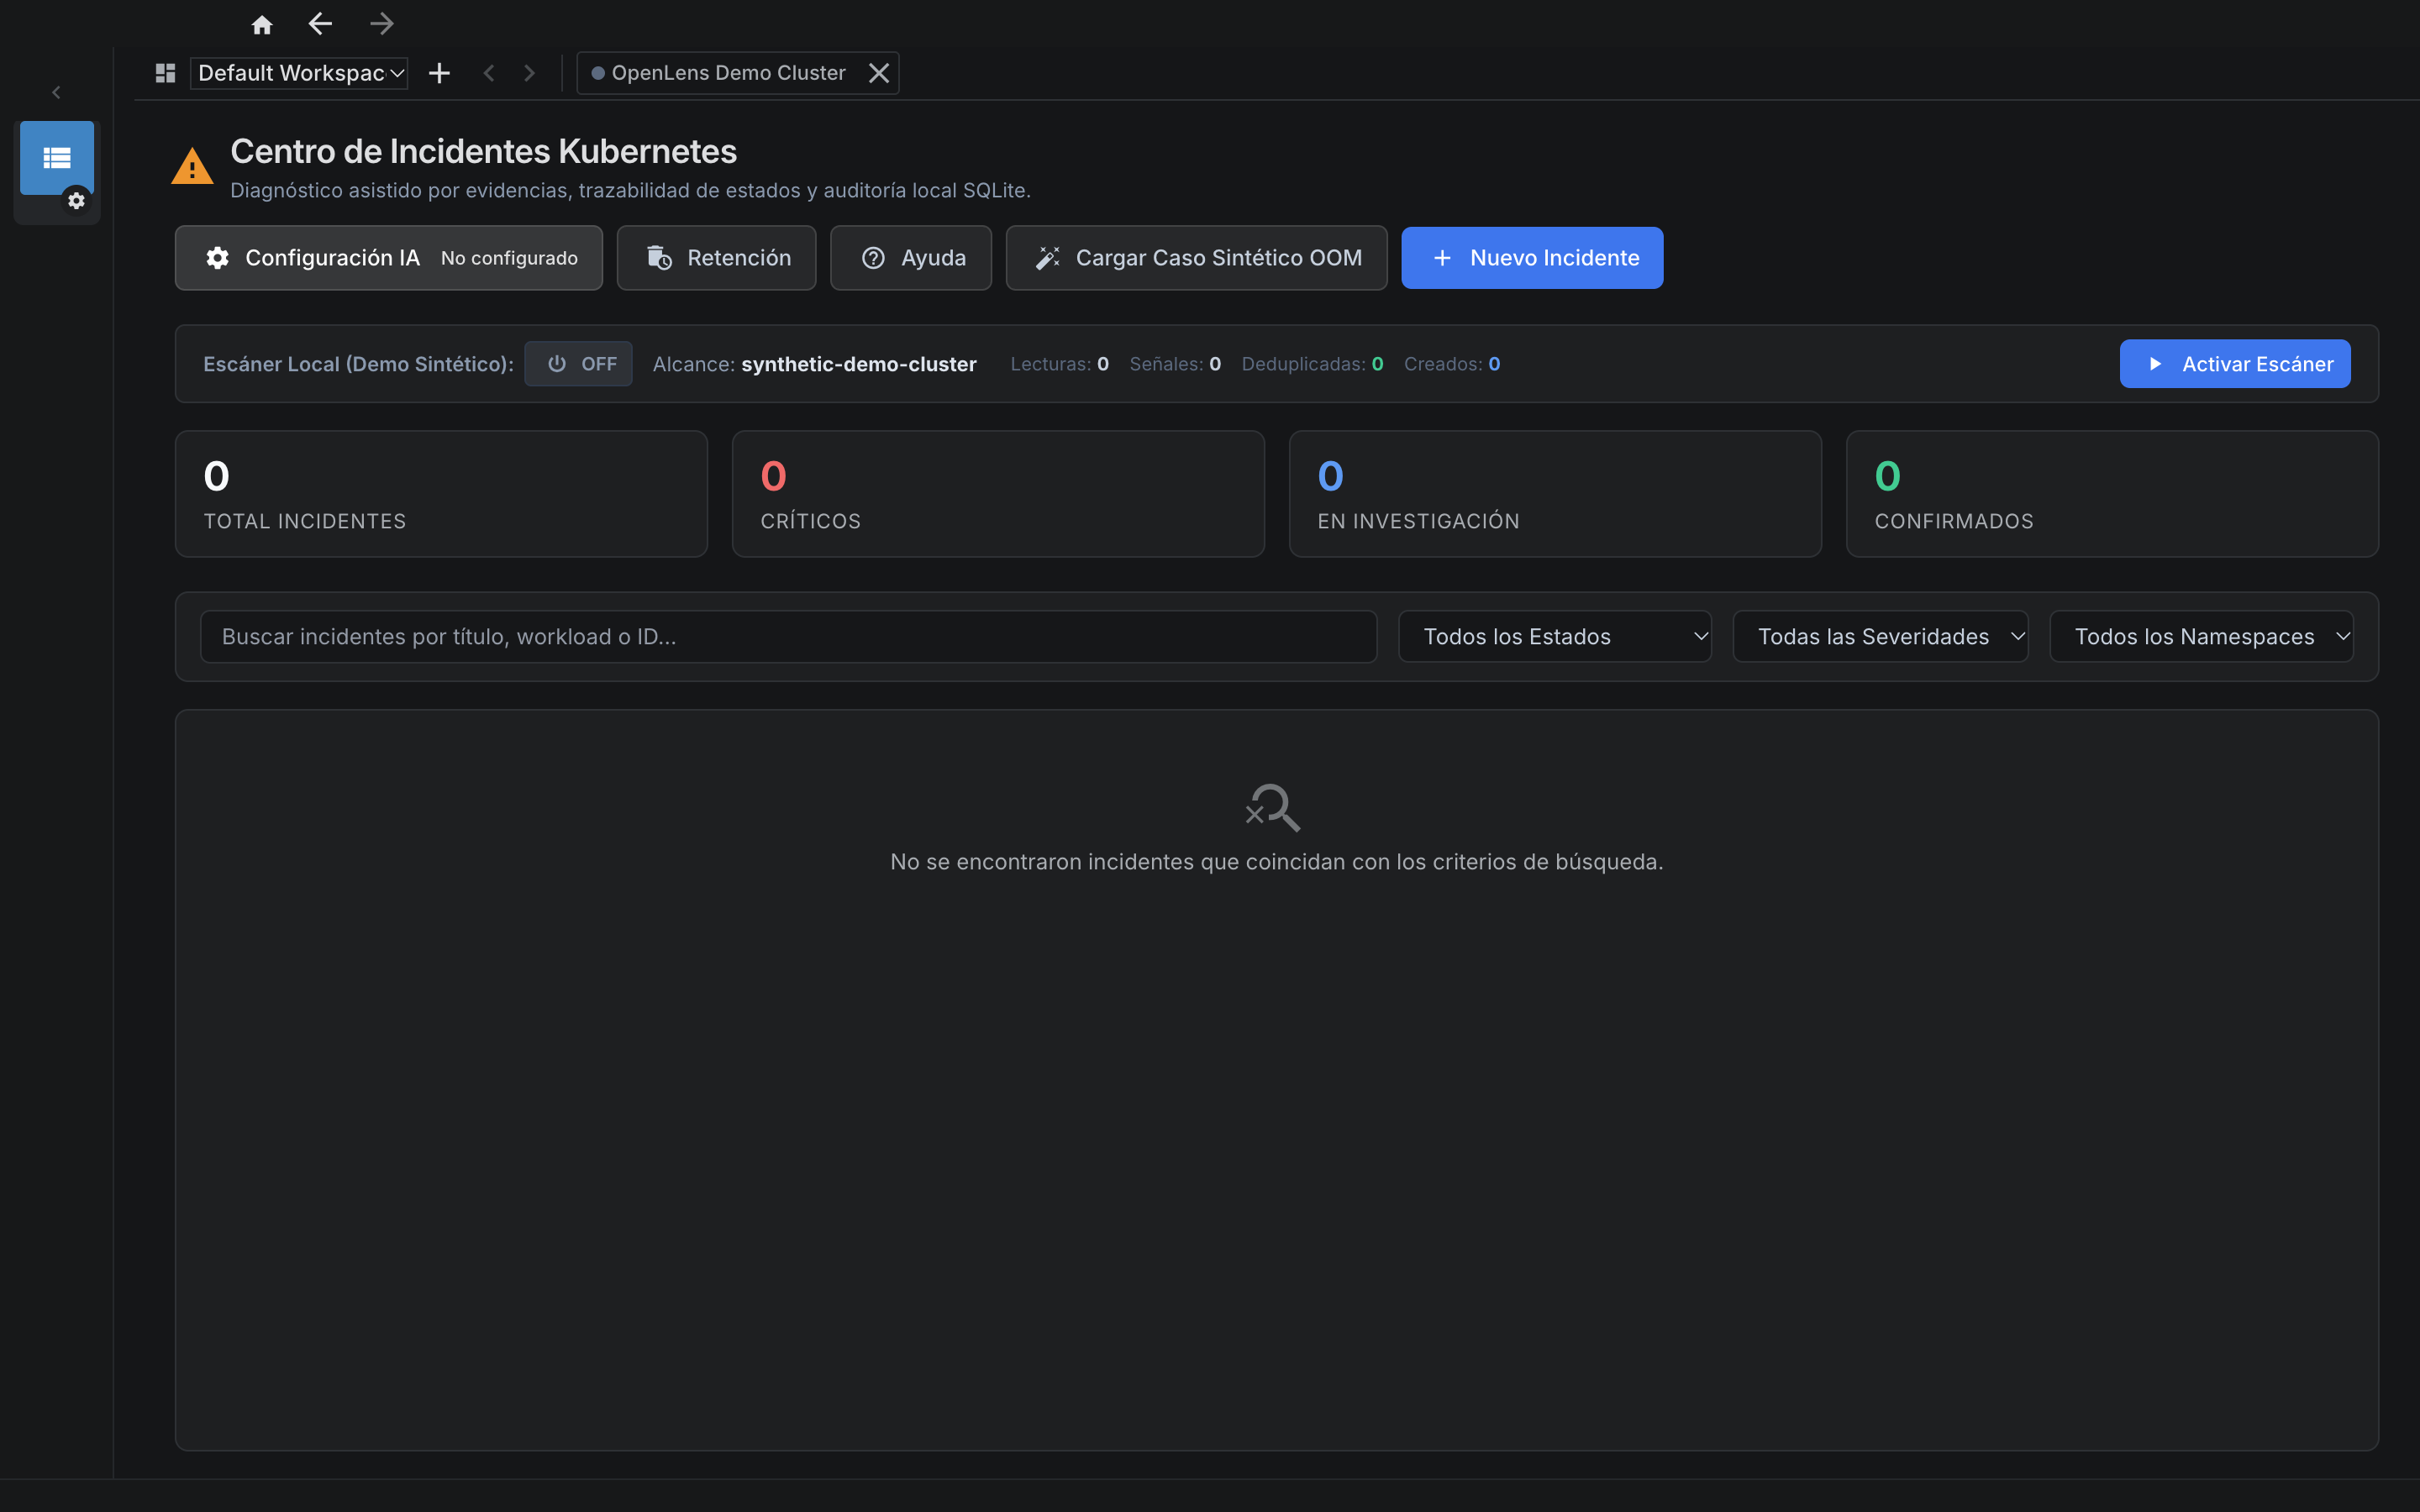 Default Workspac
OpenLens Demo Cluster
Centro de Incidentes Kubernetes
Diagnóstico asistido por evidencias, trazabilidad de estados y auditoría local SQLite.
Configuración IA No configurado
Retención
Ayuda
Cargar Caso Sintético OOM
Nuevo Incidente
Escáner Local (Demo Sintético): OFF Alcance: synthetic-demo-cluster Lecturas: 0 Señales: 0 Deduplicadas: 0 Creados: 0
Activar Escáner
0
TOTAL INCIDENTES
0
CRÍTICOS
0
EN INVESTIGACIÓN
0
CONFIRMADOS
Buscar incidentes por título, workload o ID...
Todos los Estados
Todas las Severidades
Todos los Namespaces
No se encontraron incidentes que coincidan con los criterios de búsqueda.